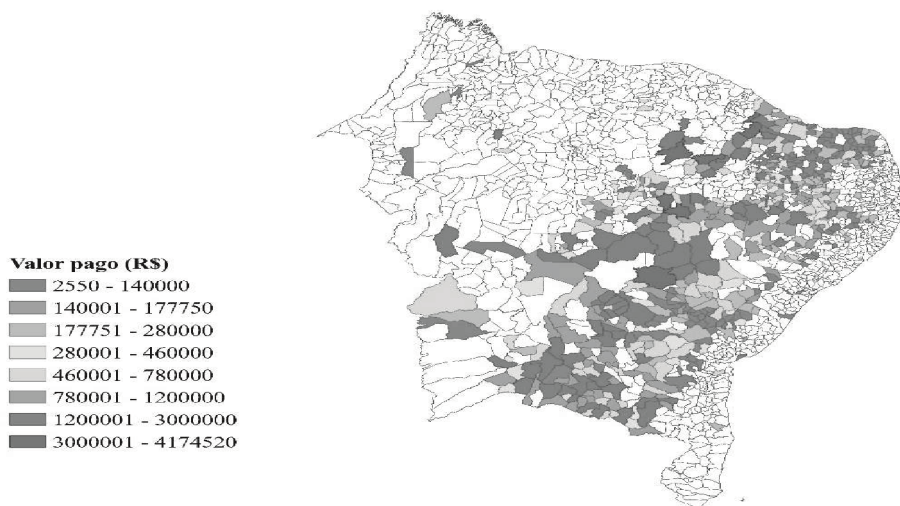 Valor pago (R$)
2550 - 140000
140001 - 177750
177751 - 280000
280001 - 460000
460001 - 780000
780001 - 1200000
1200001 - 3000000
3000001 - 4174520